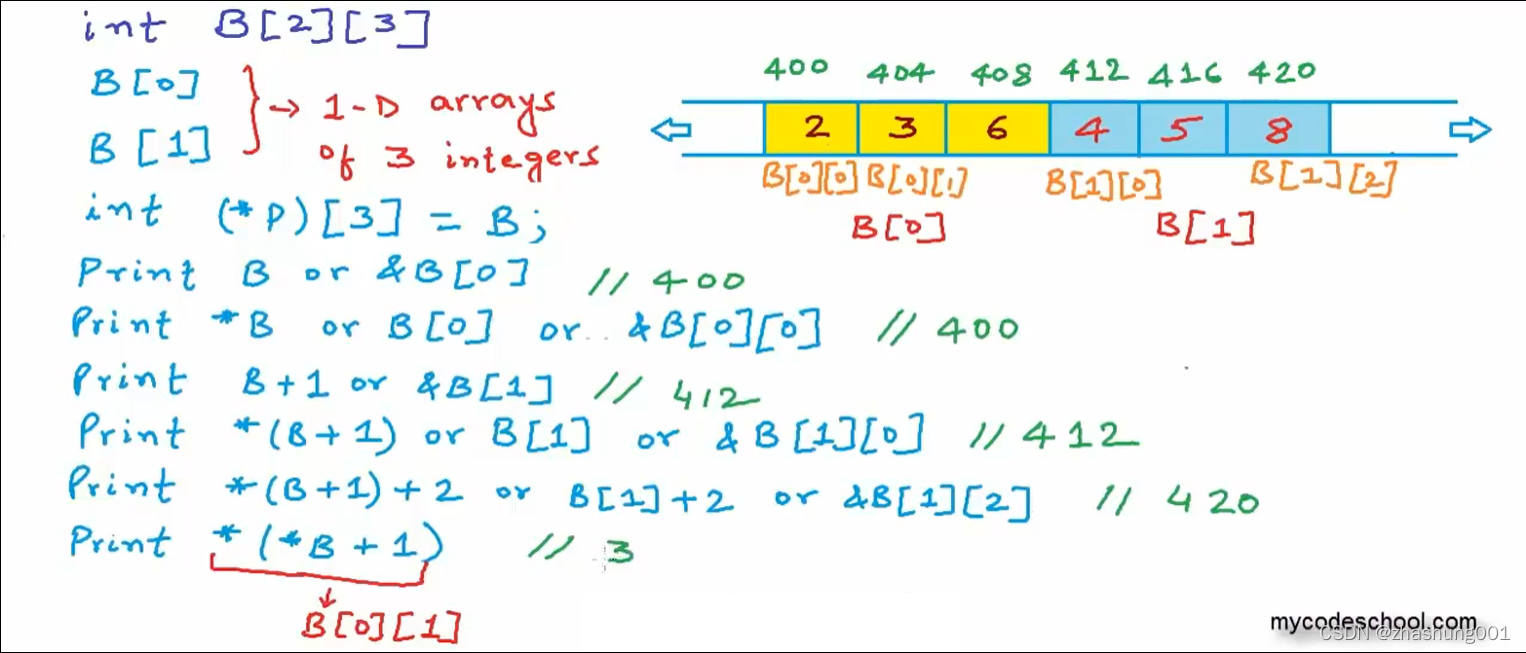 int B[2][3]
B[0]
B[1]
→ 1-D arrays
of 3 integers
int (*P)[3] = B;
Print B or &B[0] // 400
Print *B or B[0] or &B[0][0] // 400
Print B+1 or &B[1] // 412
Print *(B+1) or B[1] or &B[1][0] // 412
Print *(B+1)+2 or B[1]+2 or &B[1][2] // 420
Print *(*B+1) // 3
B[0][1]
400 404 408 412 416 420
2 3 6 4 5 8
B[0][0] B[0][1] B[1][0] B[1][2]
B[0] B[1]
mycodeschool.com
CSDN @zhashung001